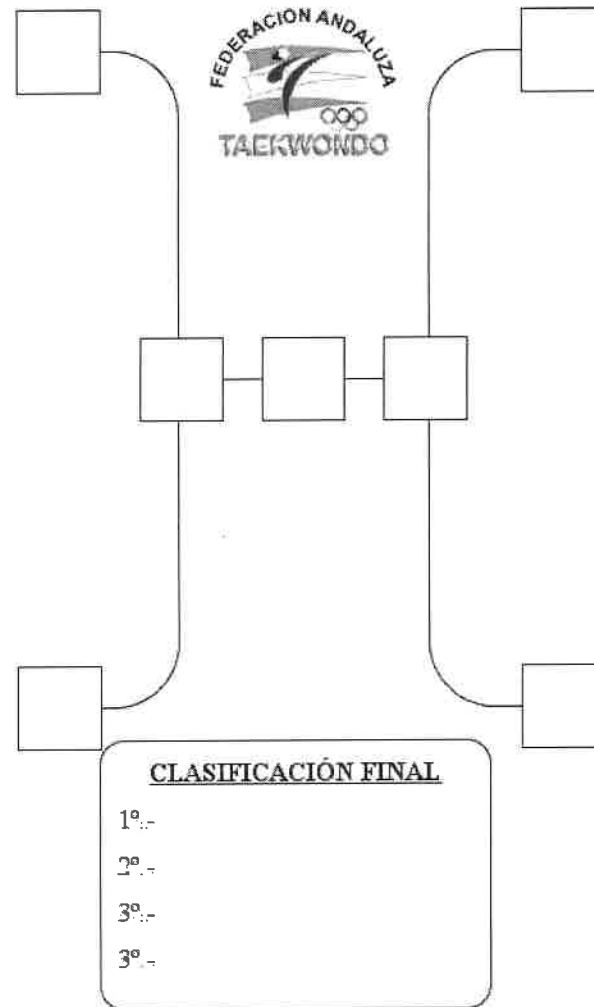 FEDERACION ANDALUZA
TAEKWONDO
CLASIFICACIÓN FINAL
1º.-
2º.-
3º.-
3º.-